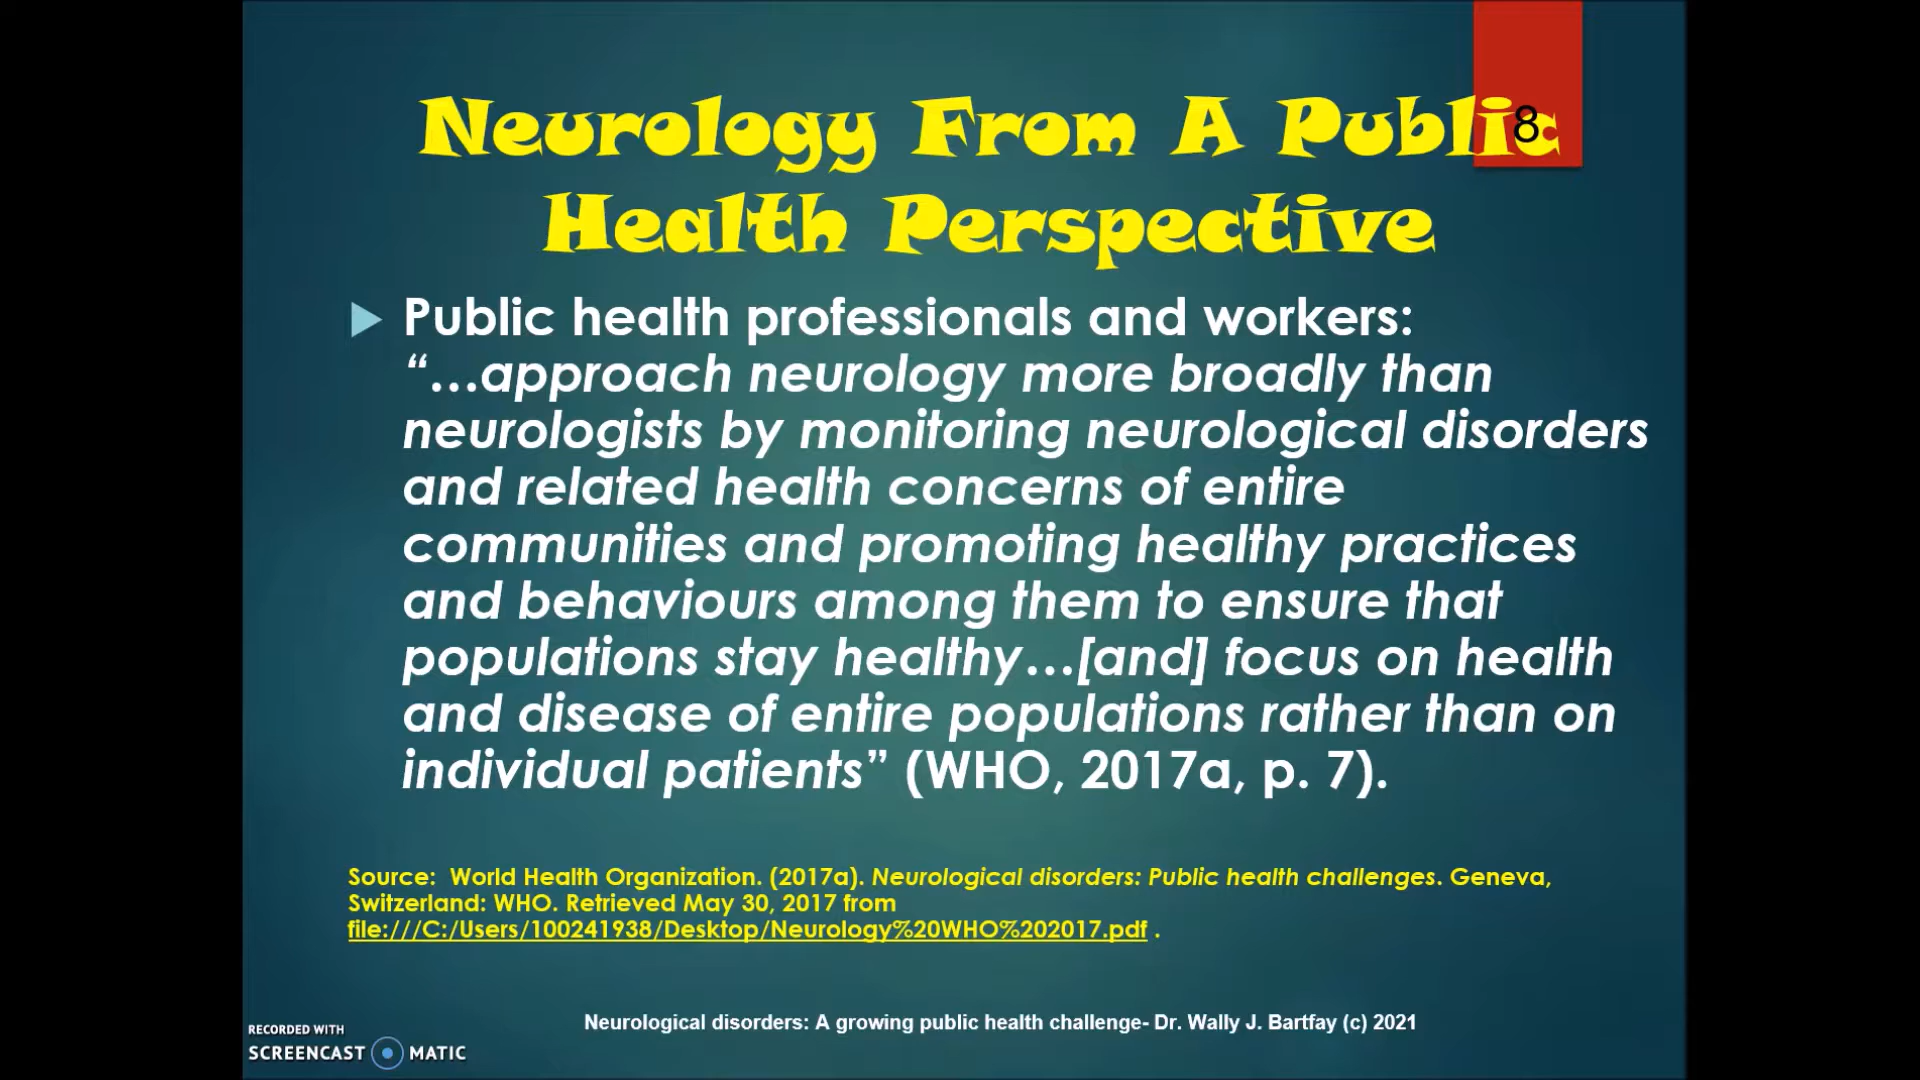 8
Neurology From A Public
Health Perspective
Public health professionals and workers:
“…approach neurology more broadly than
neurologists by monitoring neurological disorders
and related health concerns of entire
communities and promoting healthy practices
and behaviours among them to ensure that
populations stay healthy…[and] focus on health
and disease of entire populations rather than on
individual patients” (WHO, 2017a, p. 7).
Source:  World Health Organization. (2017a). Neurological disorders: Public health challenges. Geneva,
Switzerland: WHO. Retrieved May 30, 2017 from
file:///C:/Users/100241938/Desktop/Neurology%20WHO%202017.pdf .
Neurological disorders: A growing public health challenge- Dr. Wally J. Bartfay (c) 2021
RECORDED WITH
SCREENCAST MATIC